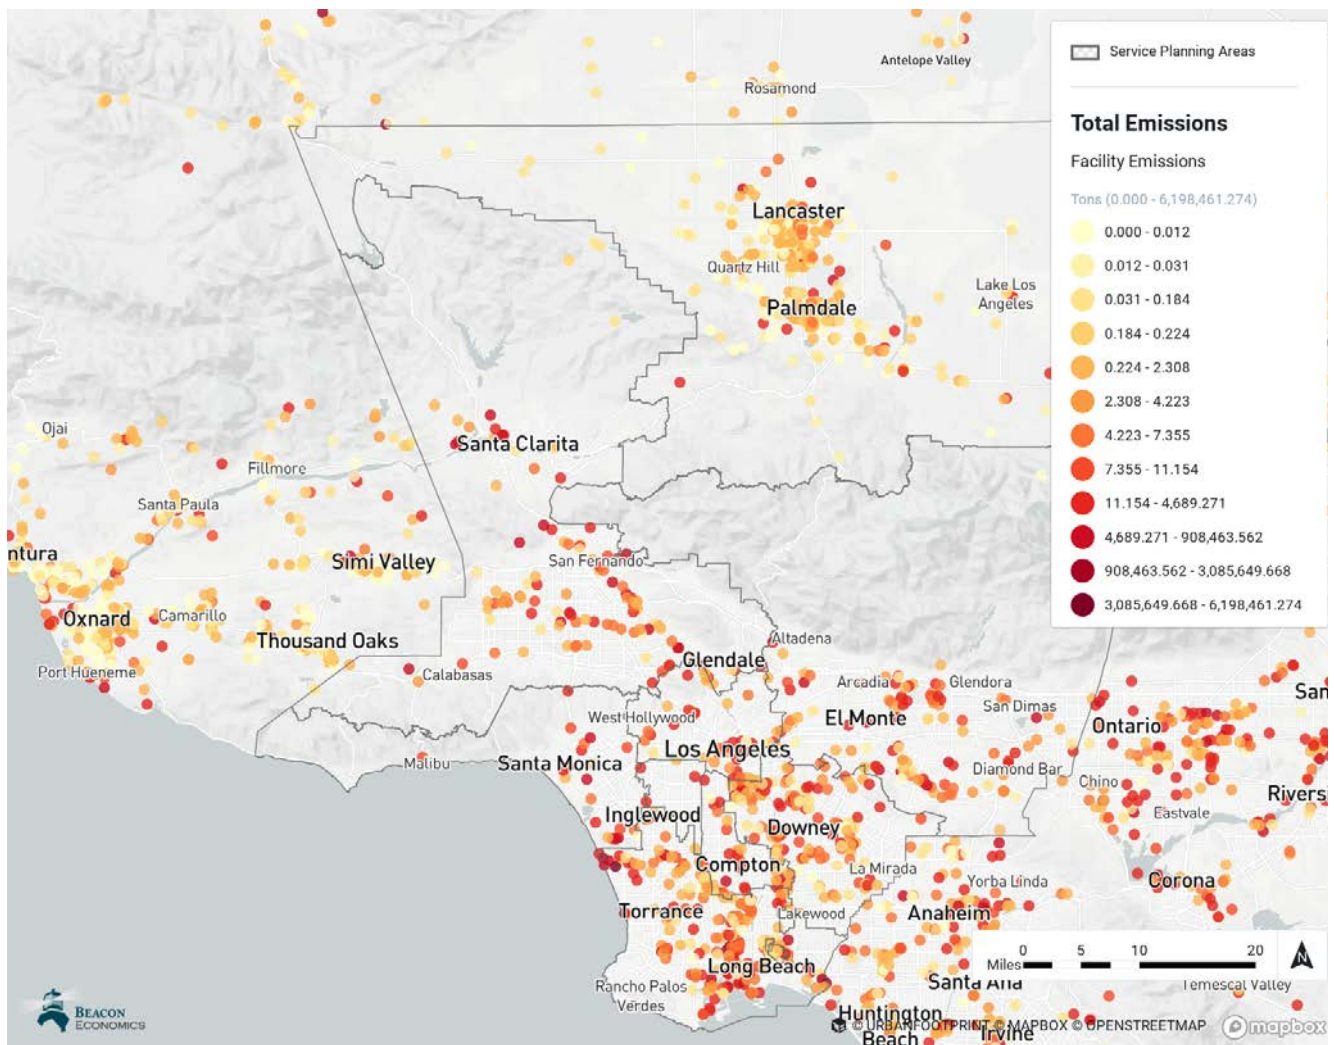 Antelope Valley
Rosamond
Lancaster
Quartz Hill
Lake Los
Angeles
Palmdale
Ojai
Santa Clarita
Fillmore
Santa Paula
ntura
Simi Valley
San Fernando
Oxnard
Camarillo
Thousand Oaks
Altadena
Port Hueneme
Calabasas
Glendale
Arcadia
Glendora
San
West Hollywood
El Monte
San Dimas
Ontario
Los Angeles
Malibu
Santa Monica
Diamond Bar
Chino
Rivers
Inglewood
Eastvale
Downey
Compton
La Mirada
Yorba Linda
Corona
Torrance
Lakewood
Anaheim
Long Beach
Santa Ana
Rancho Palos
Verdes
Temescal Valley
Huntington
Beach
Irvine
Service Planning Areas
Total Emissions
Facility Emissions
Tons (0.000 - 6,198,461.274)
0.000 - 0.012
0.012 - 0.031
0.031 - 0.184
0.184 - 0.224
0.224 - 2.308
2.308 - 4.223
4.223 - 7.355
7.355 - 11.154
11.154 - 4,689.271
4,689.271 - 908,463.562
908,463.562 - 3,085,649.668
3,085,649.668 - 6,198,461.274
0 5 10 20
Miles
N
BEACON
ECONOMICS
© URBANFOOTPRINT © MAPBOX © OPENSTREETMAP
mapbox